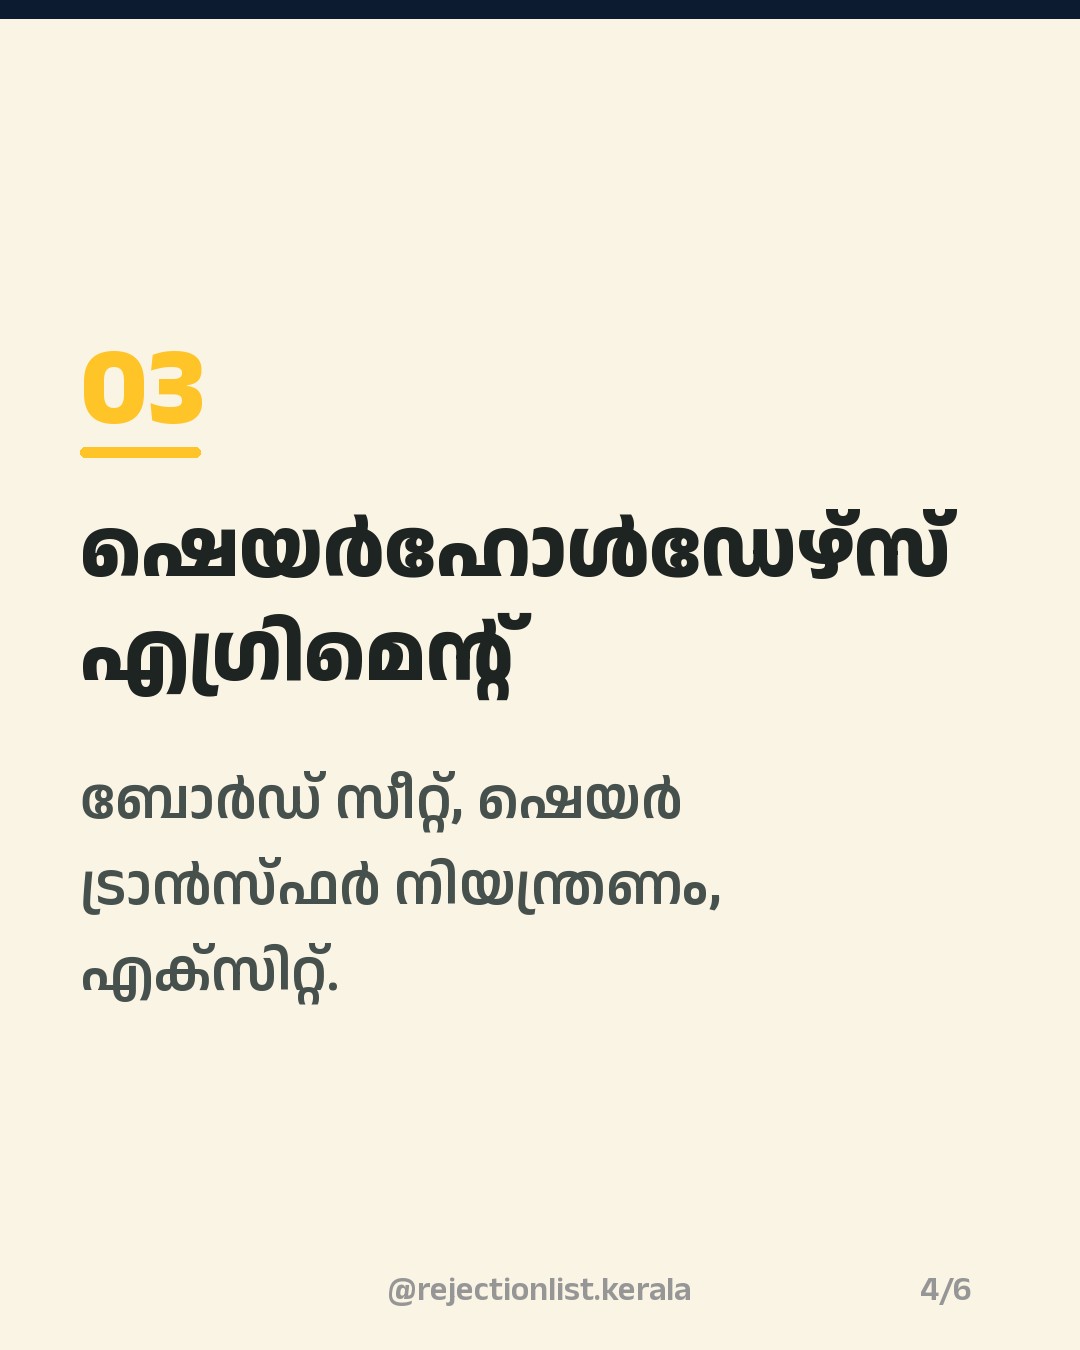 03
ഷെയർഹോൾഡേഴ്സ്
എഗ്രിമെന്റ്
ബോർഡ് സീറ്റ്, ഷെയർ
ട്രാൻസ്ഫർ നിയന്ത്രണം,
എക്സിറ്റ്.
@rejectionlist.kerala
4/6